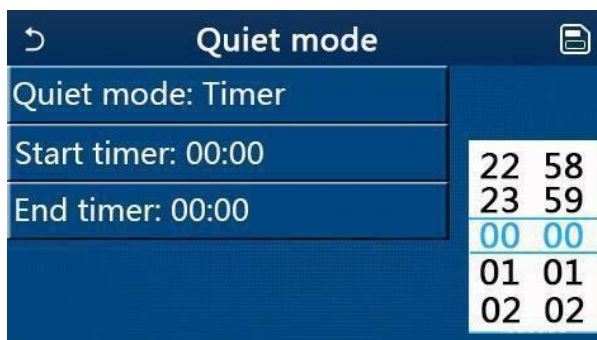 Quiet mode
Quiet mode: Timer
Start timer: 00:00
End timer: 00:00
22 58
23 59
00 00
01 01
02 02